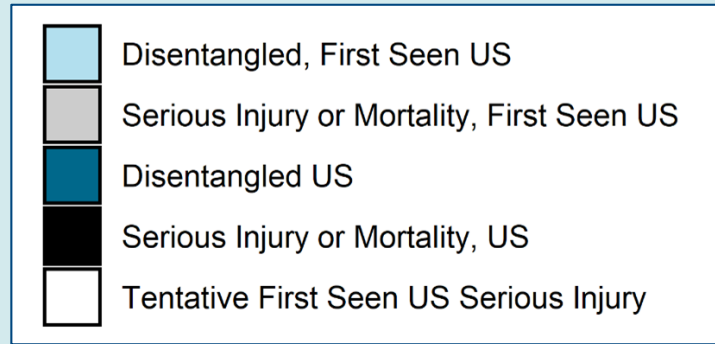 Disentangled, First Seen US
Serious Injury or Mortality, First Seen US
Disentangled US
Serious Injury or Mortality, US
Tentative First Seen US Serious Injury